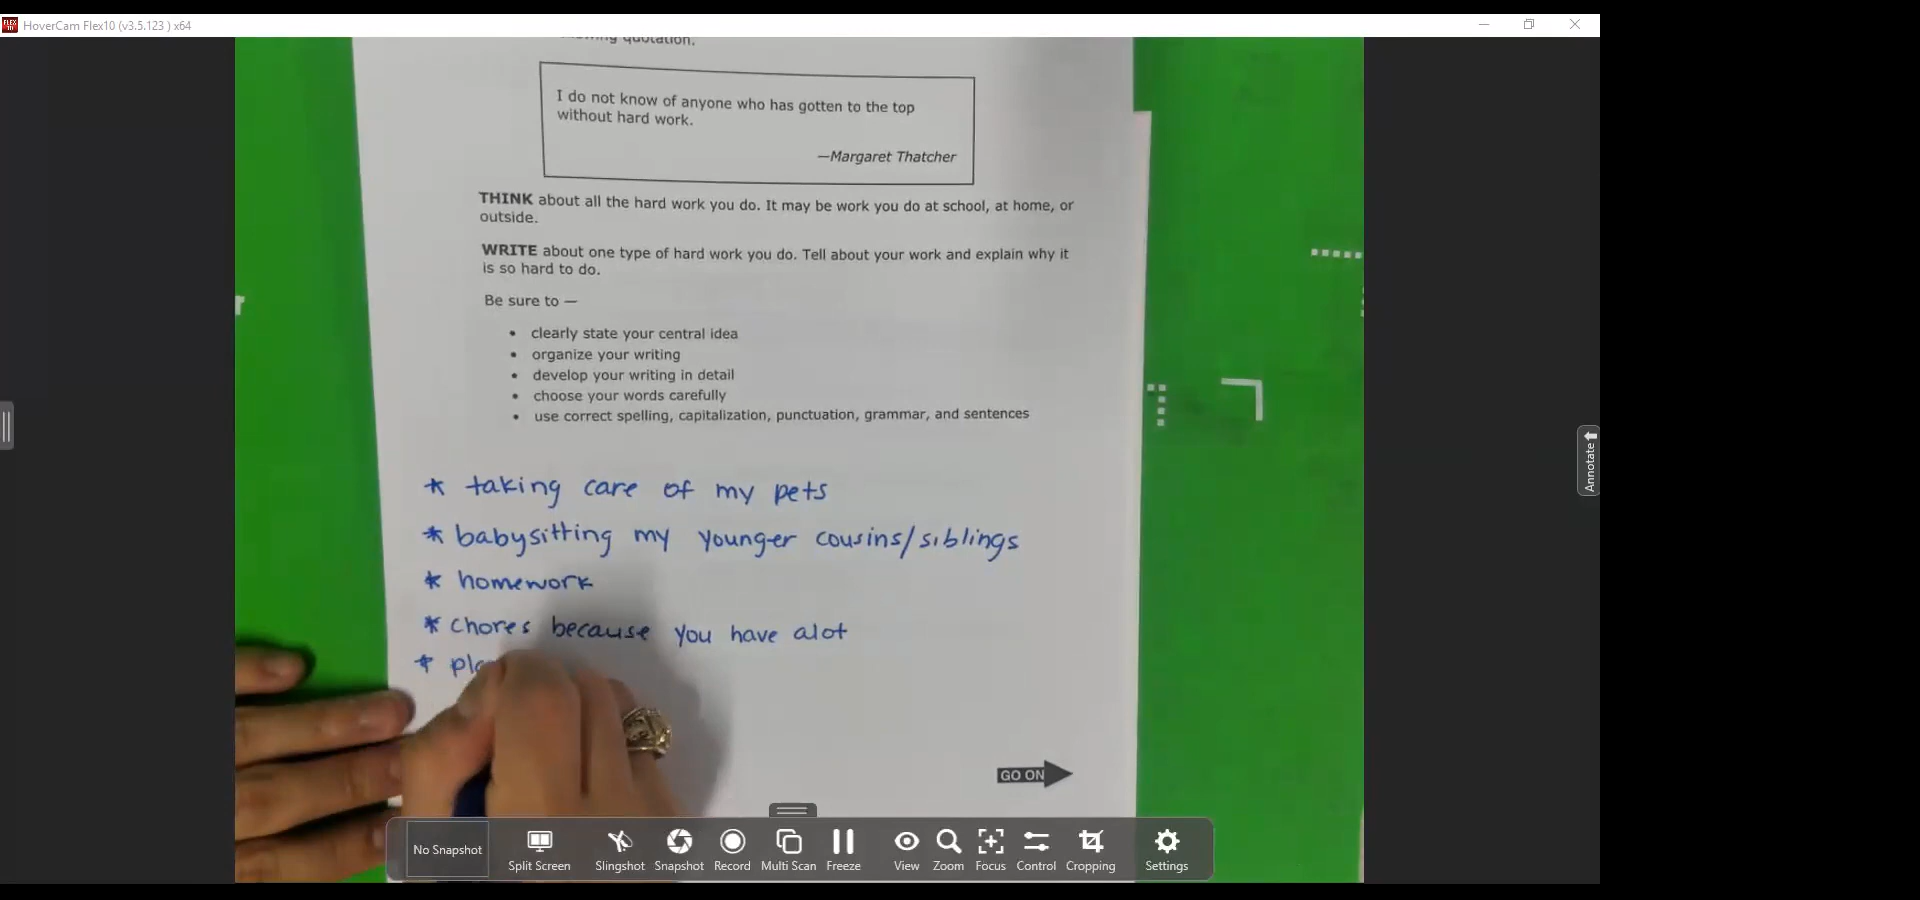 HoverCam Flex10 (v3.5.123 ) x64
quotation.
I do not know of anyone who has gotten to the top
without hard work.
—Margaret Thatcher
THINK about all the hard work you do. It may be work you do at school, at home, or
outside.
WRITE about one type of hard work you do. Tell about your work and explain why it
is so hard to do.
Be sure to —
• clearly state your central idea
• organize your writing
• develop your writing in detail
• choose your words carefully
• use correct spelling, capitalization, punctuation, grammar, and sentences
* taking care of my pets
* babysitting my younger cousins/siblings
* homework
* chores because you have alot
*
GO ON
Annotate
No Snapshot
Split Screen
Slingshot
Snapshot
Record
Multi Scan
Freeze
View
Zoom
Focus
Control
Cropping
Settings